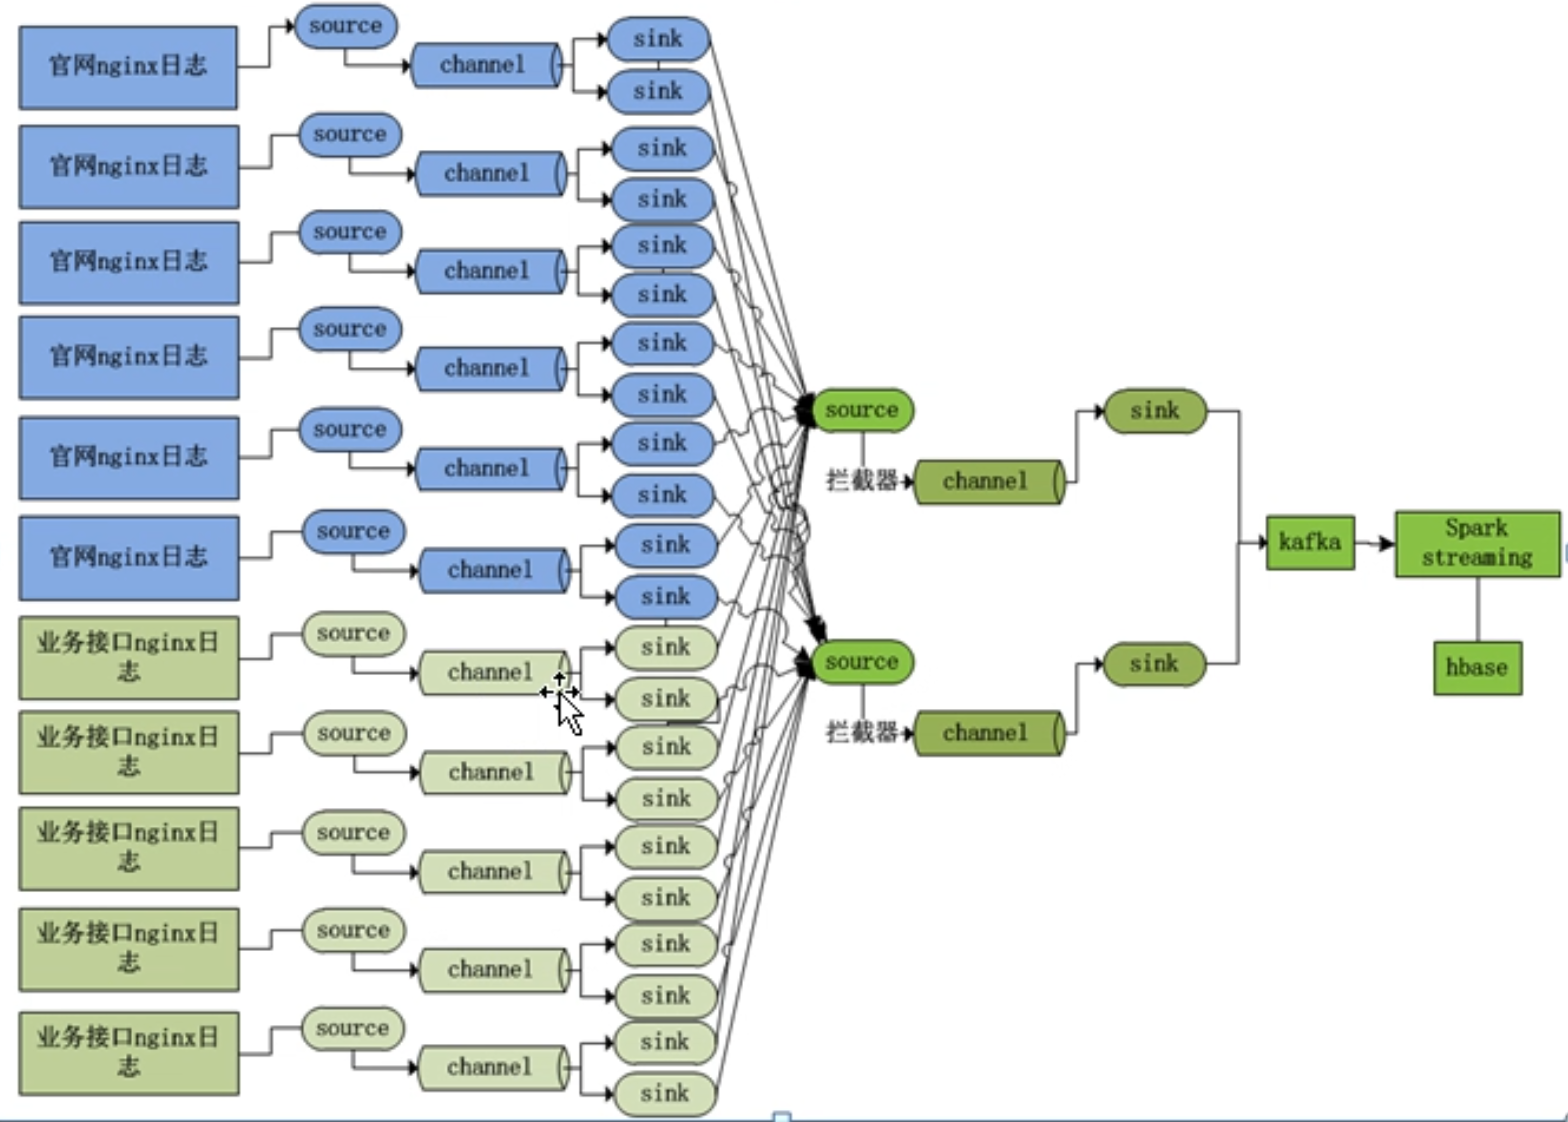 官网nginx日志
source
channel
sink
sink
官网nginx日志
source
channel
sink
sink
官网nginx日志
source
channel
sink
sink
官网nginx日志
source
channel
sink
sink
官网nginx日志
source
channel
sink
sink
官网nginx日志
source
channel
sink
sink
业务接口nginx日
志
source
channel
sink
sink
业务接口nginx日
志
source
channel
sink
sink
业务接口nginx日
志
source
channel
sink
sink
业务接口nginx日
志
source
channel
sink
sink
业务接口nginx日
志
source
channel
sink
sink
source
拦截器
channel
sink
source
拦截器
channel
sink
kafka
Spark
streaming
hbase